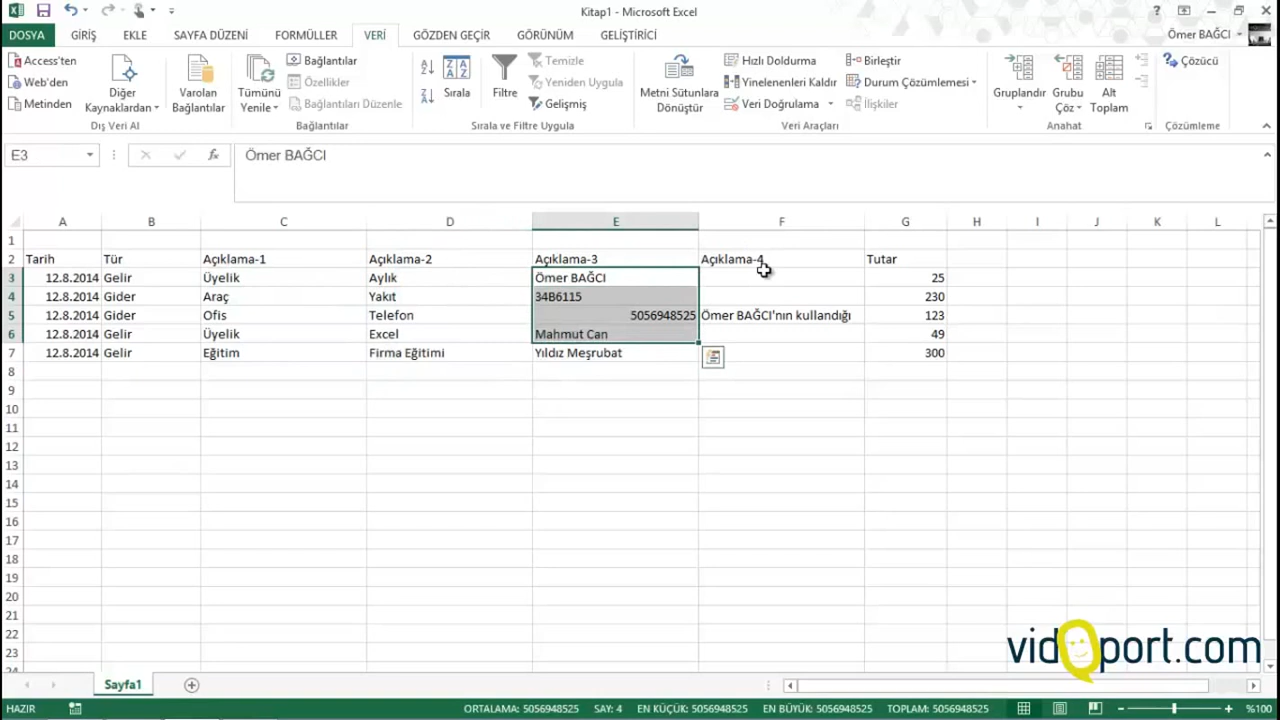 Kitap1 - Microsoft Excel
DOSYA GİRİŞ EKLE SAYFA DÜZENİ FORMÜLLER VERİ GÖZDEN GEÇİR GÖRÜNÜM GELİŞTİRİCİ Ömer BAĞCI
Access'ten
Web'den
Metinden
Diğer Kaynaklardan
Dış Veri Al
Varolan Bağlantılar
Tümünü Yenile
Bağlantılar
Özellikler
Bağlantıları Düzenle
Bağlantılar
Sırala
Filtre
Temizle
Yeniden Uygula
Gelişmiş
Sırala ve Filtre Uygula
Metni Sütunlara Dönüştür
Hızlı Doldurma
Yinelenenleri Kaldır
Veri Doğrulama
Birleştir
Durum Çözümlemesi
İlişkiler
Veri Araçları
Gruplandır
Grubu Çöz
Alt Toplam
Anahat
Çözücü
Çözümleme
E3 fx Ömer BAĞCI
A B C D E F G H I J K L
1
2 Tarih Tür Açıklama-1 Açıklama-2 Açıklama-3 Açıklama-4 Tutar
3 12.8.2014 Gelir Üyelik Aylık Ömer BAĞCI 25
4 12.8.2014 Gider Araç Yakıt 34B6115 230
5 12.8.2014 Gider Ofis Telefon 5056948525 Ömer BAĞCI'nın kullandığı 123
6 12.8.2014 Gelir Üyelik Excel Mahmut Can 49
7 12.8.2014 Gelir Eğitim Firma Eğitimi Yıldız Meşrubat 300
8
9
10
11
12
13
14
15
16
17
18
19
20
21
22
23
24
vidoport.com
Sayfa1
HAZIR ORTALAMA: 5056948525 SAY: 4 EN KÜÇÜK: 5056948525 EN BÜYÜK: 5056948525 TOPLAM: 5056948525 %100